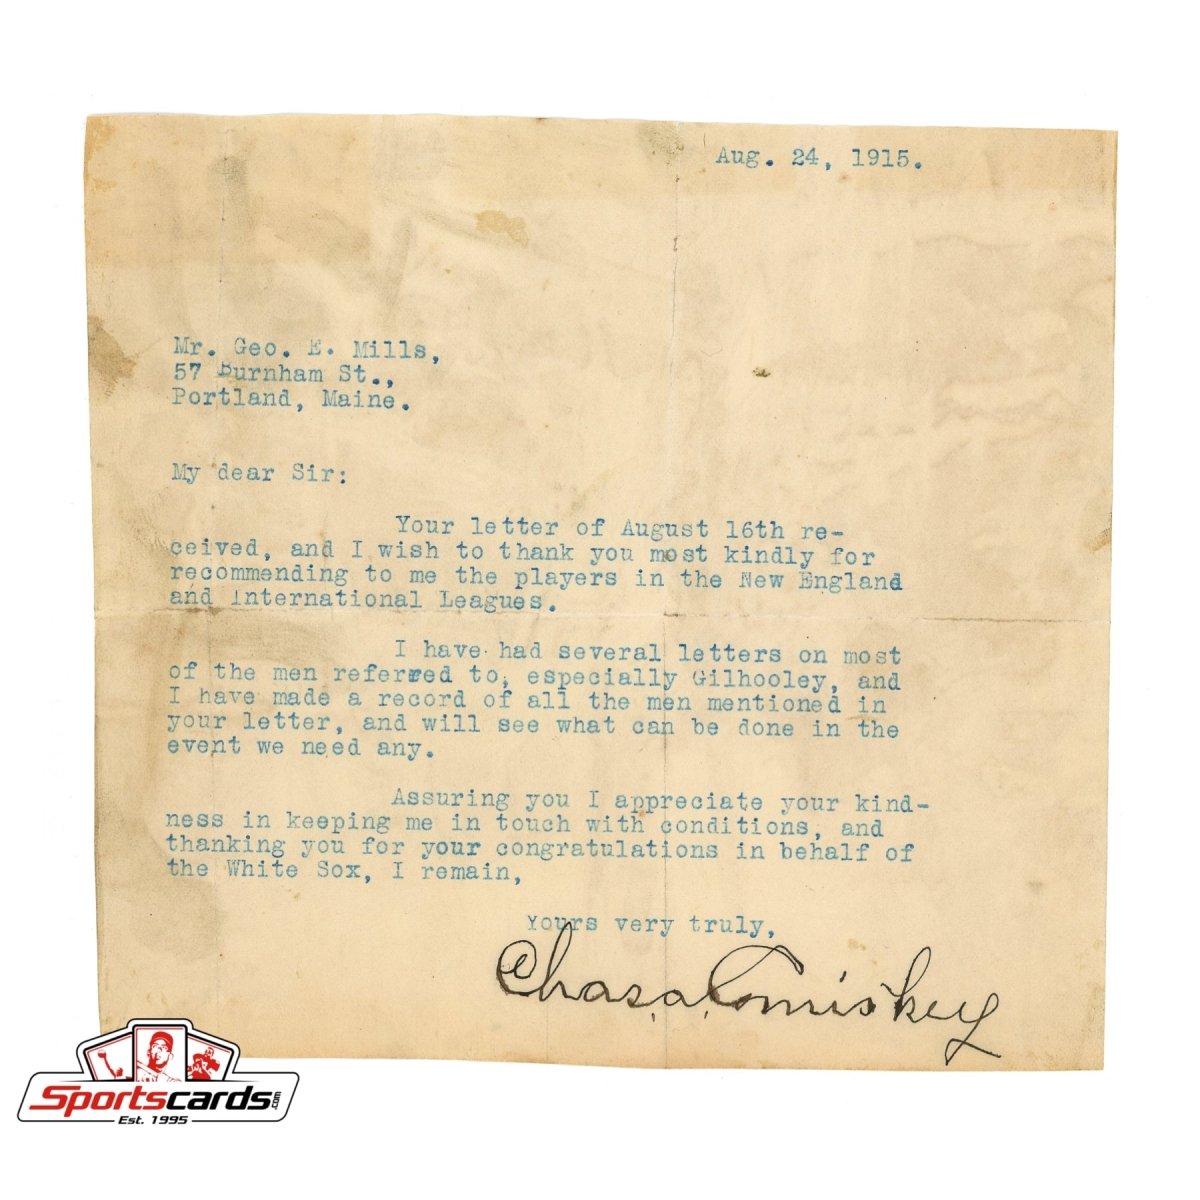 Aug. 24, 1915.
Mr. Geo. E. Mills,
57 Burnham St.,
Portland, Maine.
My dear Sir:
Your letter of August 16th re-
ceived, and I wish to thank you most kindly for
recommending to me the players in the New England
and International Leagues.
I have had several letters on most
of the men referred to, especially Gilhooley, and
I have made a record of all the men mentioned in
your letter, and will see what can be done in the
event we need any.
Assuring you I appreciate your kind-
ness in keeping me in touch with conditions, and
thanking you for your congratulations in behalf of
the White Sox, I remain,
Yours very truly,
Chas. a. Comiskey
Sportscards.com
Est. 1995